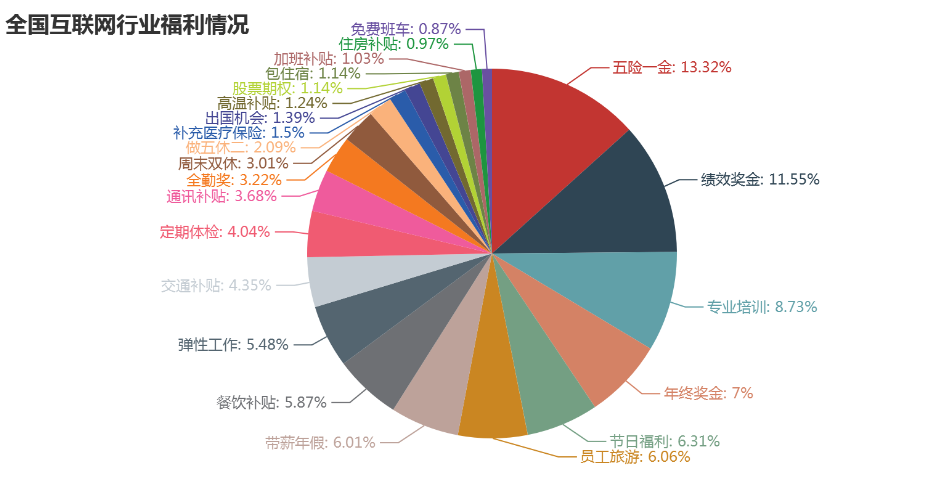 全国互联网行业福利情况
免费班车: 0.87%
住房补贴: 0.97%
加班补贴: 1.03%
包住宿: 1.14%
股票期权: 1.14%
高温补贴: 1.24%
出国机会: 1.39%
补充医疗保险: 1.5%
做五休二: 2.09%
周末双休: 3.01%
全勤奖: 3.22%
通讯补贴: 3.68%
定期体检: 4.04%
交通补贴: 4.35%
弹性工作: 5.48%
餐饮补贴: 5.87%
带薪年假: 6.01%
五险一金: 13.32%
绩效奖金: 11.55%
专业培训: 8.73%
年终奖金: 7%
节日福利: 6.31%
员工旅游: 6.06%